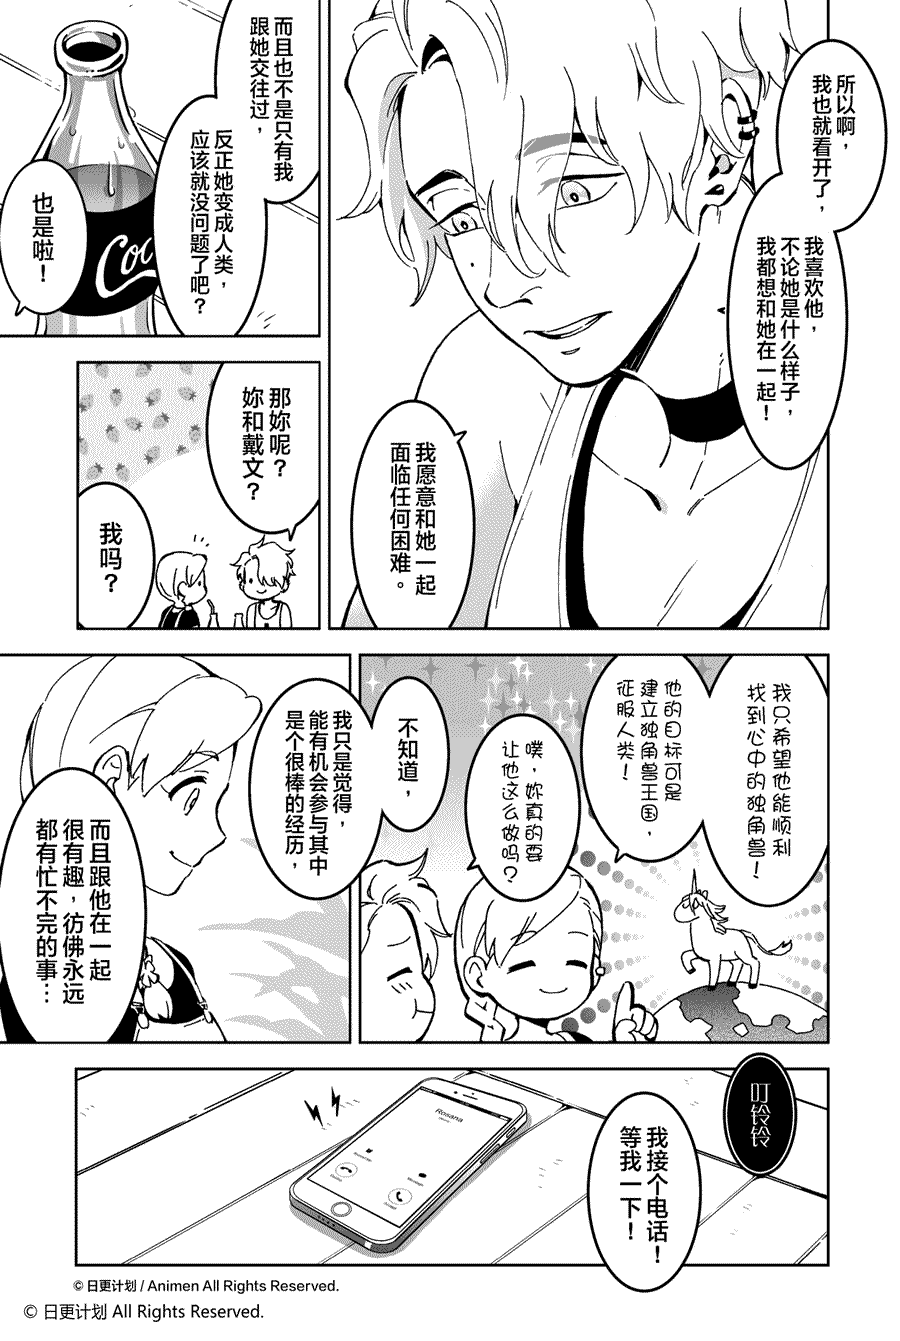 所以啊，
我也就看开了，
我喜欢他，
不论她是什么样子，
我都想和她在一起！
我愿意和她一起
面临任何困难。
而且也不是只有我
跟她交往过，
反正她变成人类，
应该就没问题了吧？
也是啦！
Coc
那妳呢？
妳和戴文？
我吗？
我只希望他能顺利
找到心中的独角兽！
他的目标可是
建立独角兽王国，
征服人类！
噗，妳真的要
让他这么做吗？
不知道，
我只是觉得，
能有机会参与其中
是个很棒的经历，
而且跟他在一起
很有趣，彷佛永远
都有忙不完的事…
叮铃铃
我接个电话！
等我一下！
Rosana
© 日更计划 / Animen All Rights Reserved.
© 日更计划 All Rights Reserved.